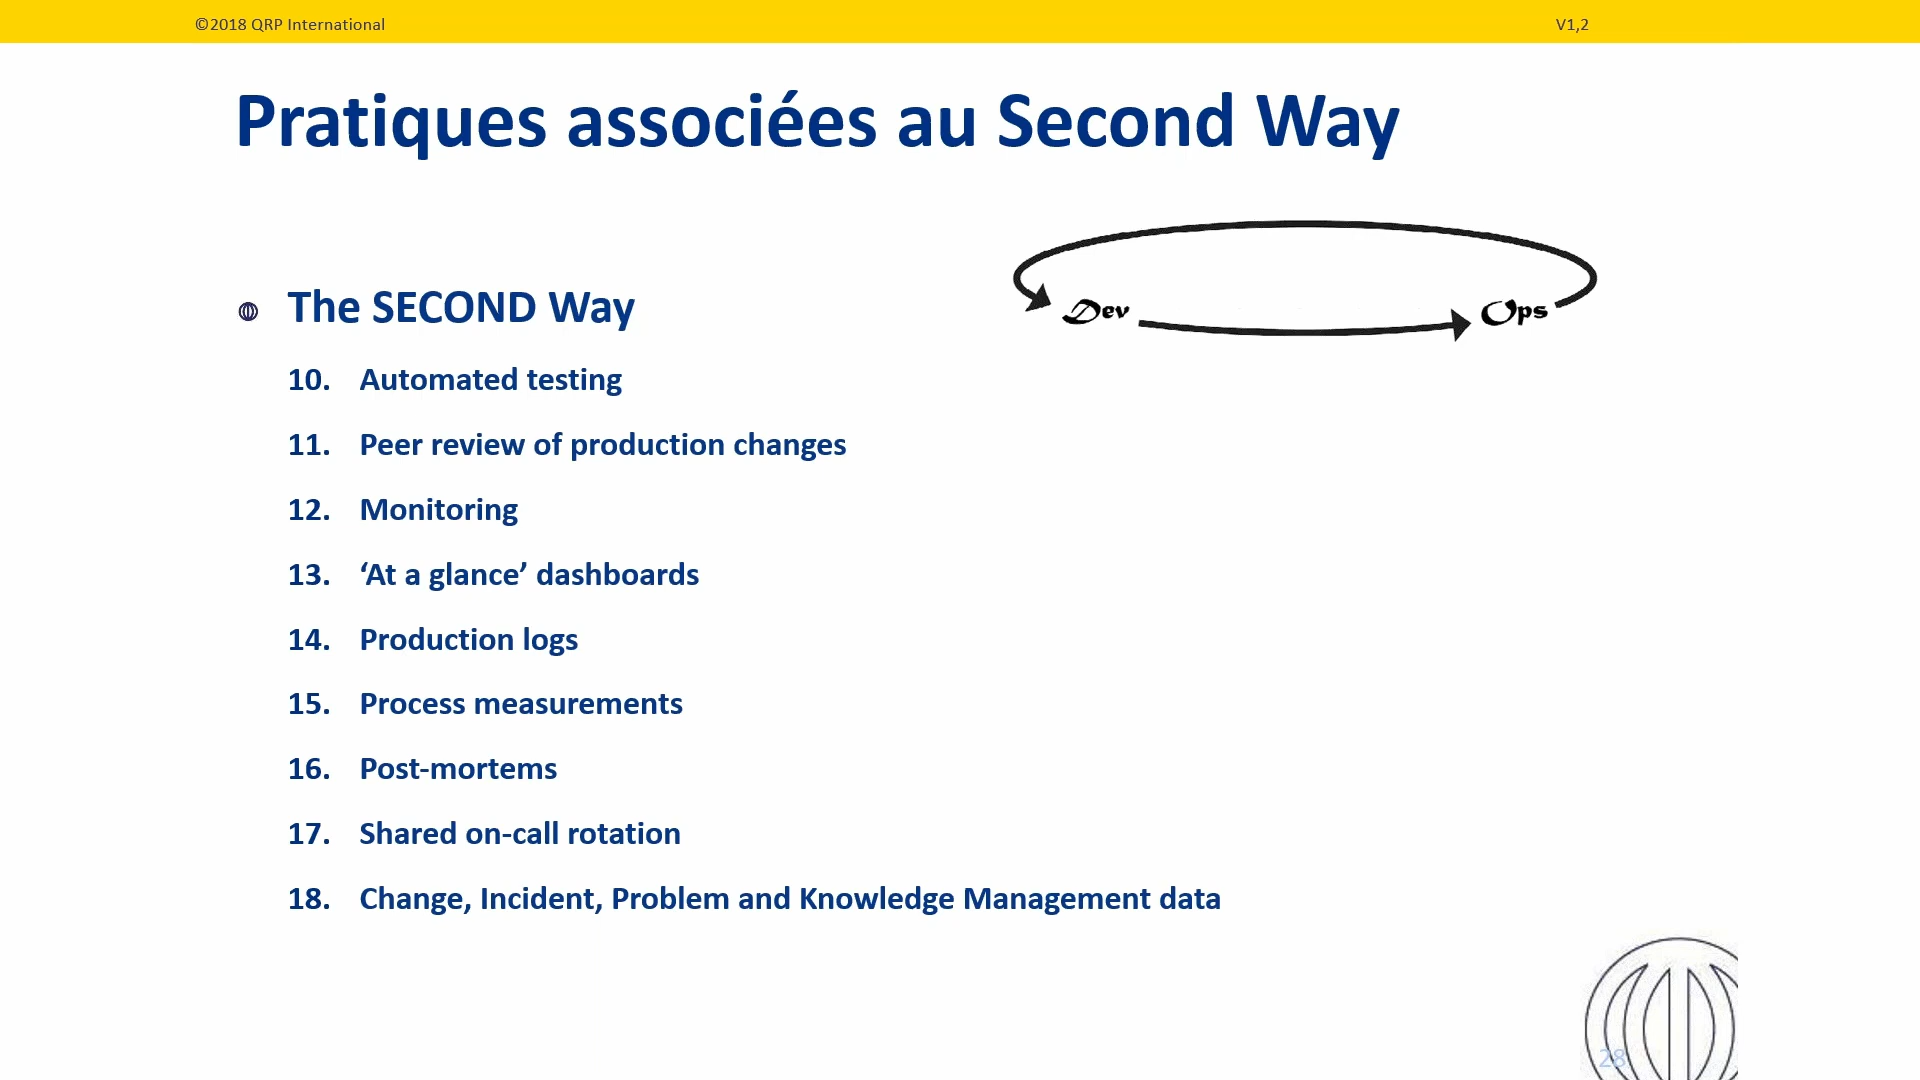 ©2018 QRP International
V1,2
Pratiques associées au Second Way
The SECOND Way
Dev
Ops
10. Automated testing
11. Peer review of production changes
12. Monitoring
13. ‘At a glance’ dashboards
14. Production logs
15. Process measurements
16. Post-mortems
17. Shared on-call rotation
18. Change, Incident, Problem and Knowledge Management data
28